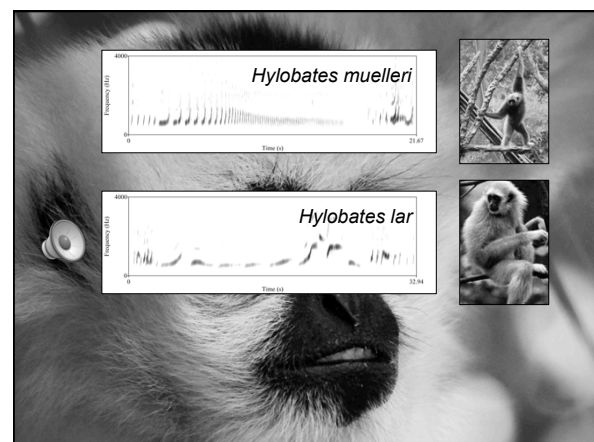 Hylobates muelleri
4000
Frequency (Hz)
0
0
Time (s)
21.67
Hylobates lar
4000
Frequency (Hz)
0
0
Time (s)
32.94